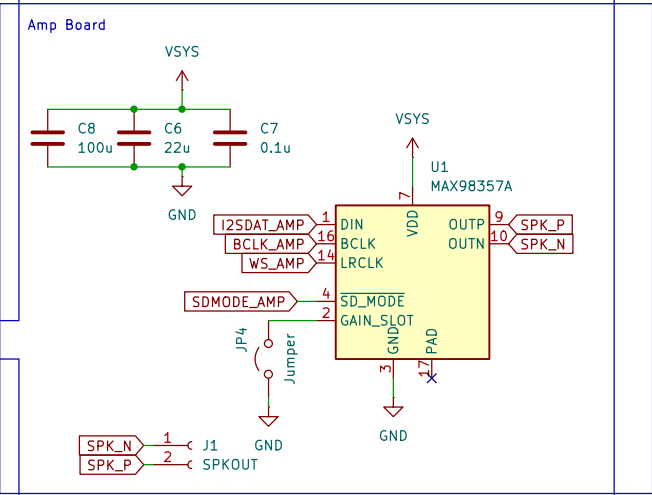 Amp Board
VSYS
C8
100u
C6
22u
C7
0.1u
GND
VSYS
U1
MAX98357A
7
VDD
I2SDAT_AMP 1 DIN
BCLK_AMP 16 BCLK
WS_AMP 14 LRCLK
OUTP 9 SPK_P
OUTN 10 SPK_N
SDMODE_AMP 4 SD_MODE
2 GAIN_SLOT
JP4
Jumper
GND
PAD
3
17
GND
GND
SPK_N 1 J1
SPK_P 2 SPKOUT